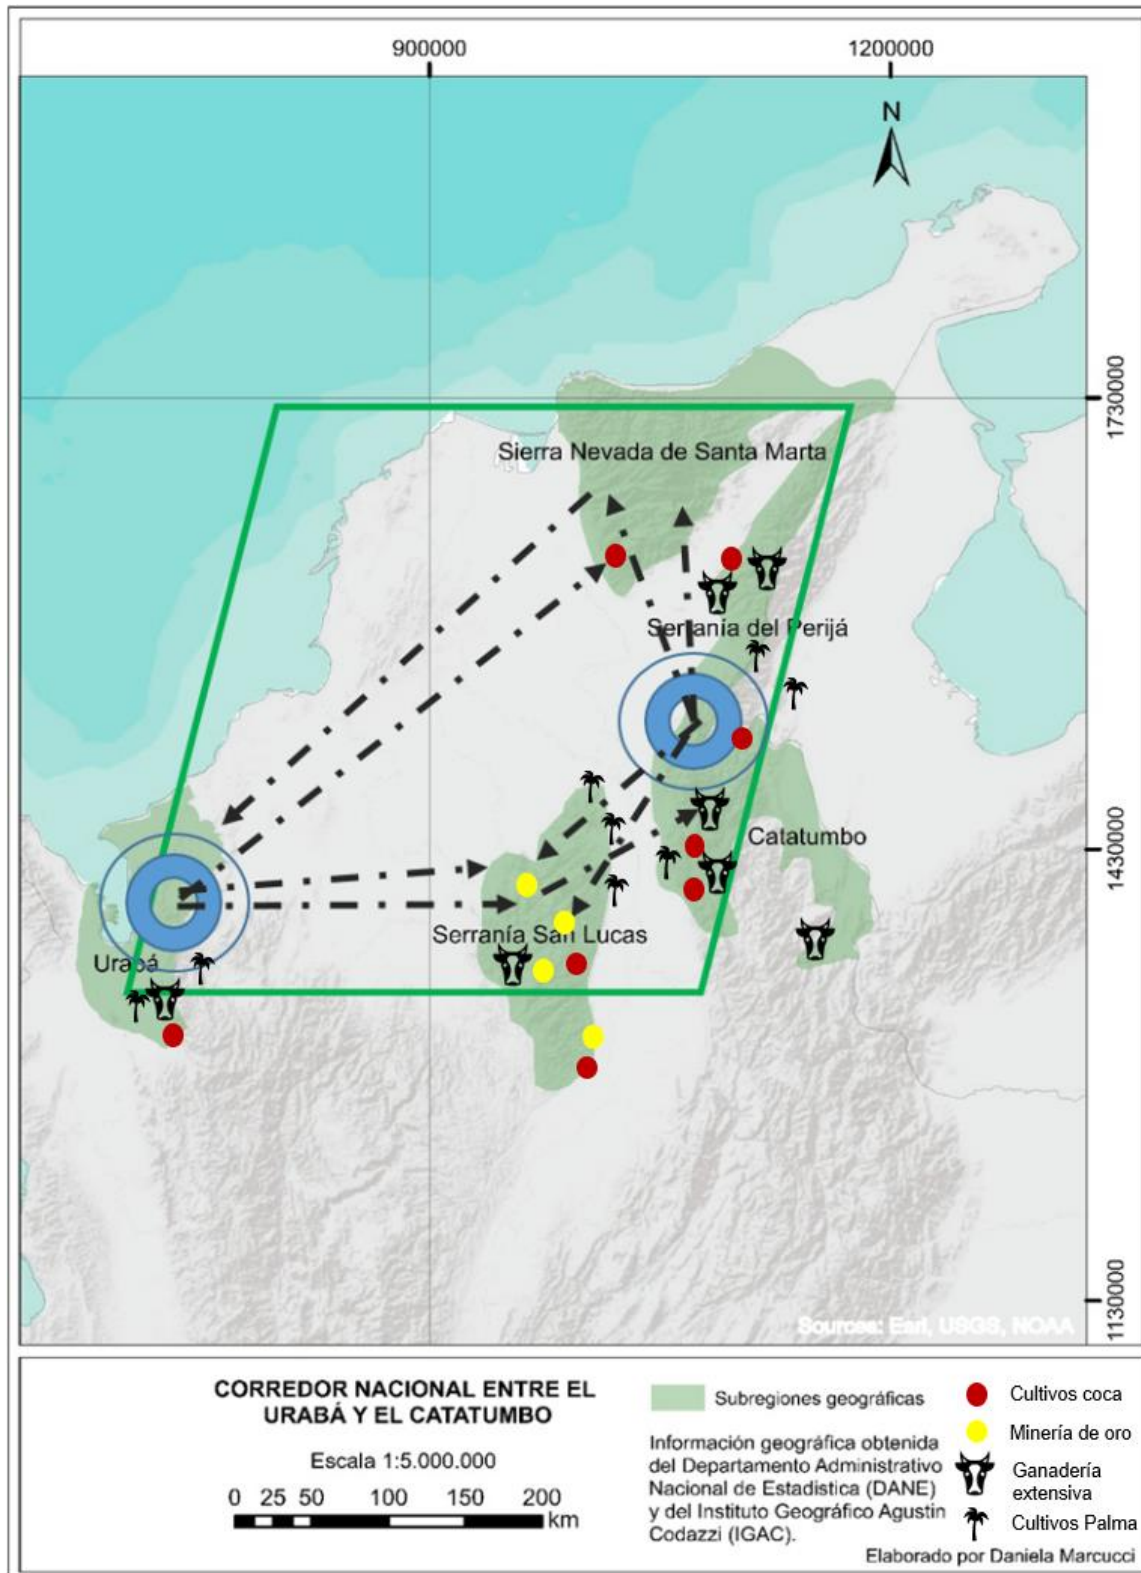 900000
1200000
N
1730000
Sierra Nevada de Santa Marta
Serranía del Perijá
Catatumbo
1430000
Serranía San Lucas
Urabá
1130000
Sources: Esri, USGS, NOAA
CORREDOR NACIONAL ENTRE EL
URABÁ Y EL CATATUMBO
Escala 1:5.000.000
0 25 50 100 150 200
km
Subregiones geográficas
Información geográfica obtenida
del Departamento Administrativo
Nacional de Estadistica (DANE)
y del Instituto Geográfico Agustin
Codazzi (IGAC).
Cultivos coca
Minería de oro
Ganadería
extensiva
Cultivos Palma
Elaborado por Daniela Marcucci